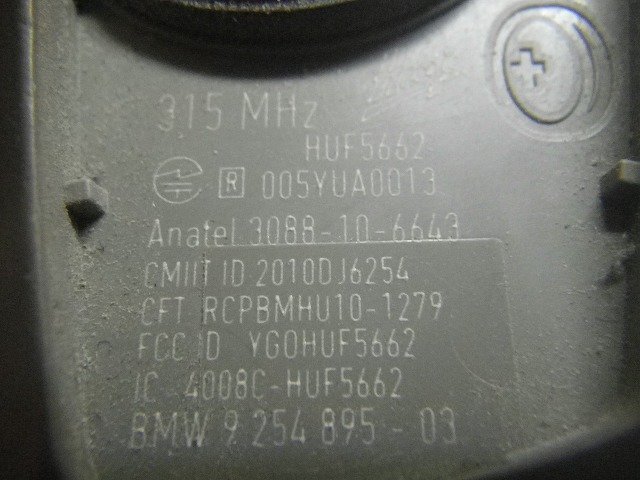 315 MHz
HUF5662
R 005YUA0013
Anatel 3088-10-6643
CMIIT ID 2010DJ6254
CFT RCPBMHU10-1279
FCC ID YGOHUF5662
IC-4008C-HUF5662
BMW 9 254 895 - 03